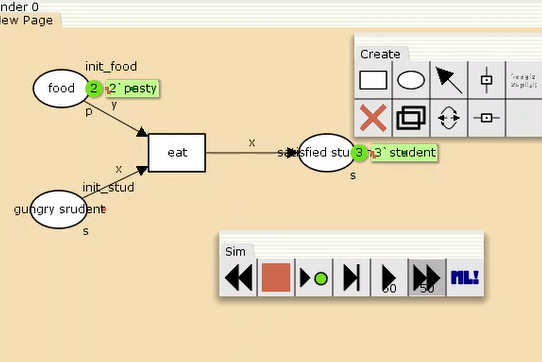 nder 0
ew Page
init_food
food
2
2`pesty
y
p
Create
eat
x
satisfied stu
3
3`student
s
x
init_stud
gungry srudent
s
Sim
50
ML!